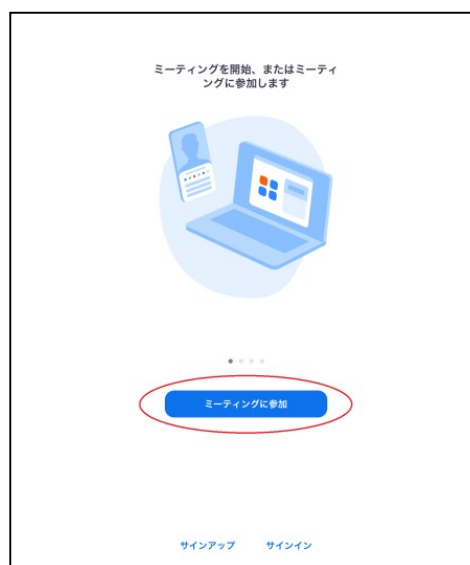 ミーティングを開始、またはミーティ
ングに参加します
ミーティングに参加
サインアップ サインイン